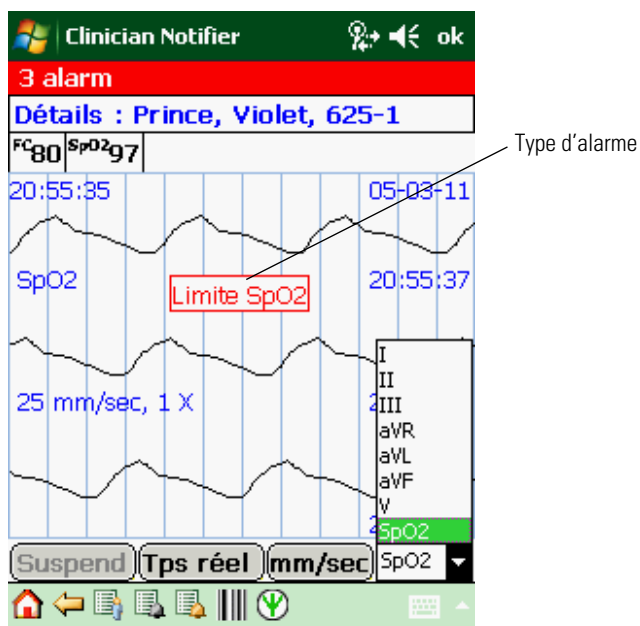 Clinician Notifier ok
3 alarm
Détails : Prince, Violet, 625-1
FC80 SpO297
20:55:35 05-03-11
Type d'alarme
SpO2 20:55:37
Limite SpO2
25 mm/sec, 1 X 2
I
II
III
aVR
aVL
aVF
V
2
SpO2
Suspend Tps réel mm/sec SpO2